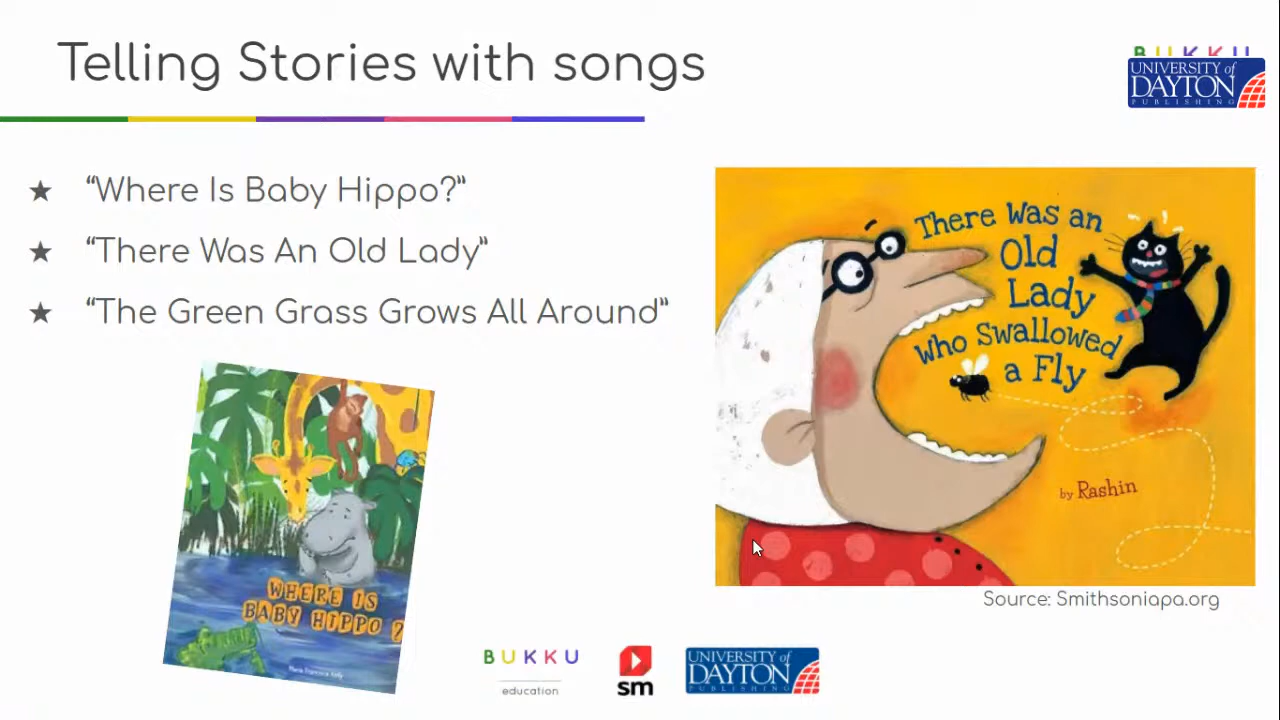 Telling Stories with songs
BUKKU
UNIVERSITY of
DAYTON
PUBLISHING
★ “Where Is Baby Hippo?”
★ “There Was An Old Lady”
★ “The Green Grass Grows All Around”
There Was an
Old
Lady
Who Swallowed
a Fly
by Rashin
Source: Smithsoniapa.org
WHERE IS
BABY HIPPO?
BUKKU
education
sm
UNIVERSITY of
DAYTON
PUBLISHING